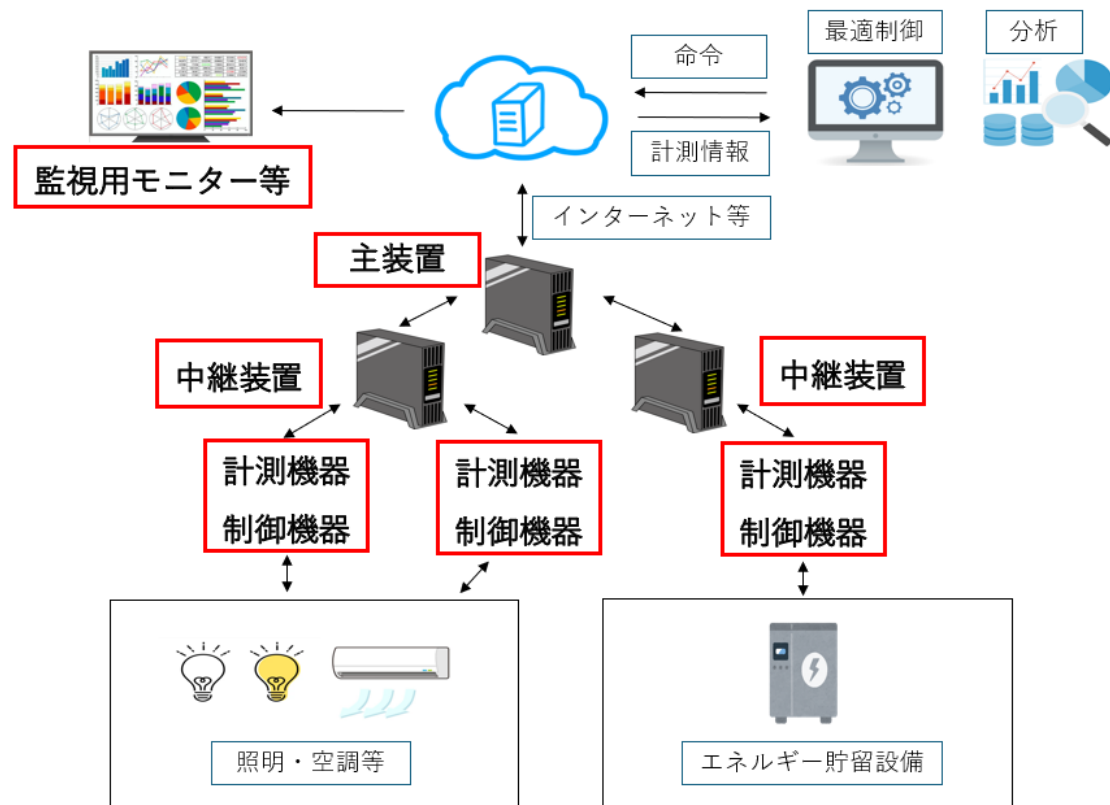 最適制御
分析
命令
計測情報
監視用モニター等
インターネット等
主装置
中継装置
中継装置
計測機器
制御機器
計測機器
制御機器
計測機器
制御機器
照明・空調等
エネルギー貯留設備